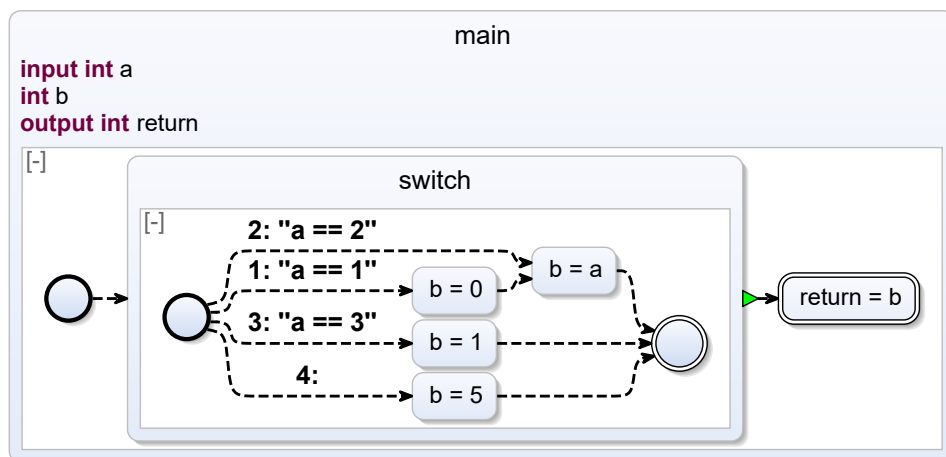 main
input int a
int b
output int return
[-]
switch
[-]
2: "a == 2"
b = a
1: "a == 1"
b = 0
return = b
3: "a == 3"
b = 1
4:
b = 5